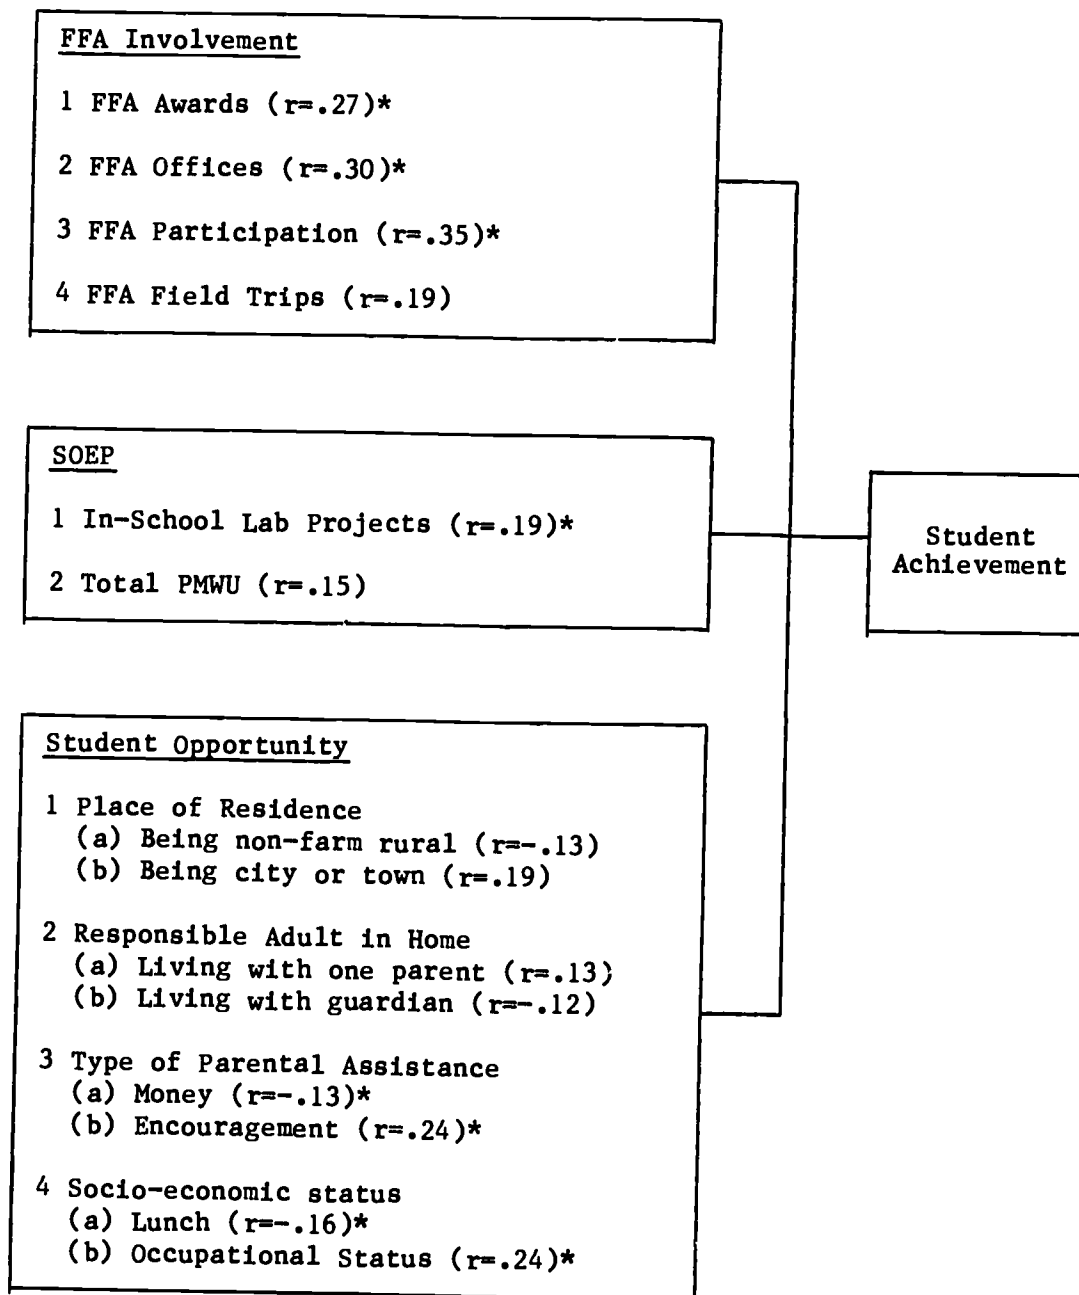 FFA Involvement
1 FFA Awards (r=.27)*
2 FFA Offices (r=.30)*
3 FFA Participation (r=.35)*
4 FFA Field Trips (r=.19)
SOEP
1 In-School Lab Projects (r=.19)*
2 Total PMWU (r=.15)
Student
Achievement
Student Opportunity
1 Place of Residence
(a) Being non-farm rural (r=-.13)
(b) Being city or town (r=.19)
2 Responsible Adult in Home
(a) Living with one parent (r=.13)
(b) Living with guardian (r=-.12)
3 Type of Parental Assistance
(a) Money (r=-.13)*
(b) Encouragement (r=.24)*
4 Socio-economic status
(a) Lunch (r=-.16)*
(b) Occupational Status (r=.24)*